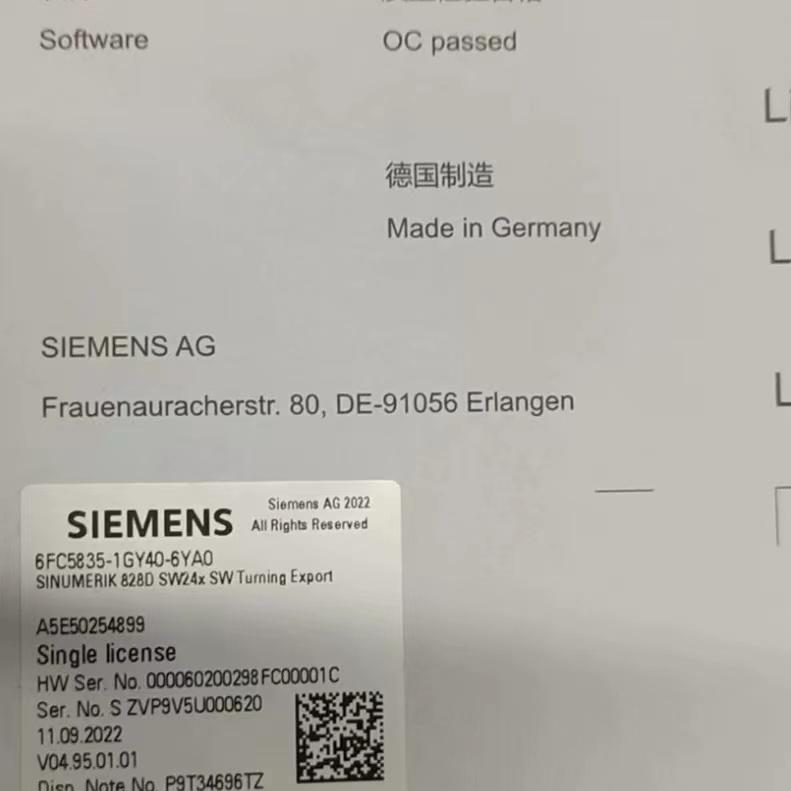 Software
OC passed
德国制造
Made in Germany
SIEMENS AG
Frauenauracherstr. 80, DE-91056 Erlangen
SIEMENS
Siemens AG 2022
All Rights Reserved
6FC5835-1GY40-6YA0
SINUMERIK 828D SW24x SW Turning Export
A5E50254899
Single license
HW Ser. No. 000060200298FC00001C
Ser. No. S ZVP9V5U000620
11.09.2022
V04.95.01.01
Disp. Note No. P9T34696TZ